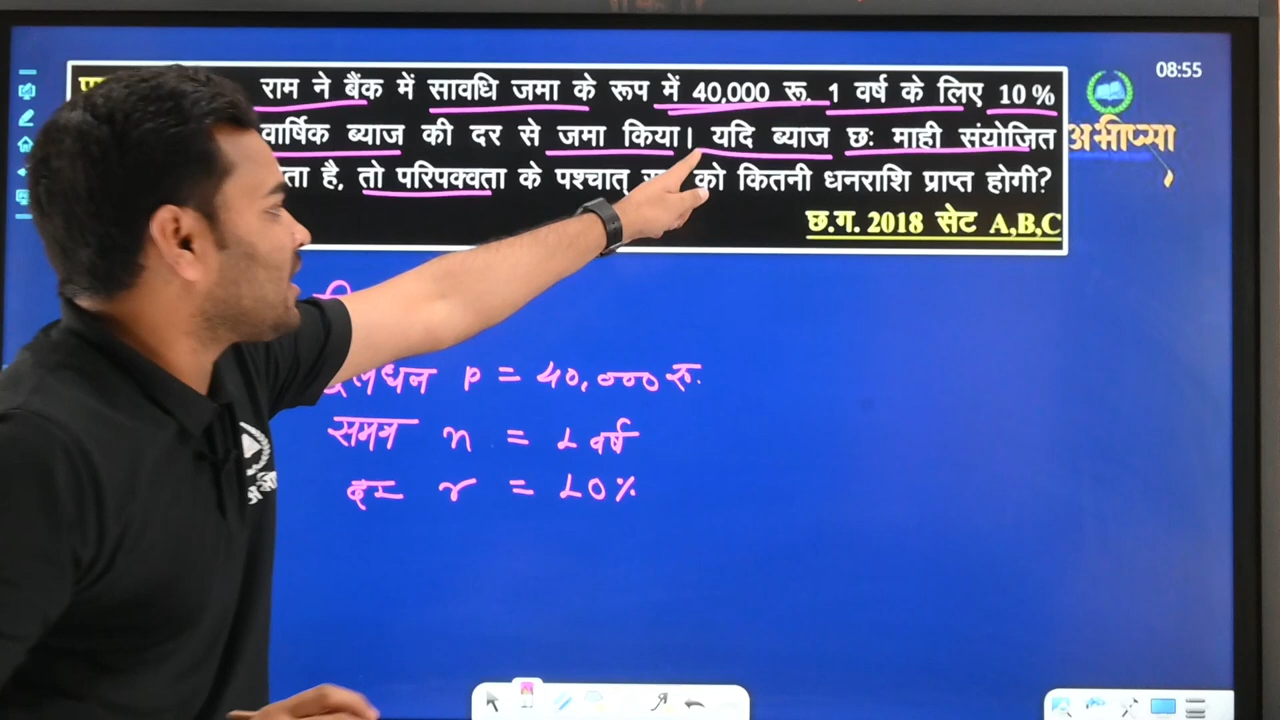 राम ने बैंक में सावधि जमा के रूप में 40,000 रू. 1 वर्ष के लिए 10%
वार्षिक ब्याज की दर से जमा किया। यदि ब्याज छः माही संयोजित
है, तो परिपक्वता के पश्चात् को कितनी धनराशि प्राप्त होगी?
छ.ग. 2018 सेट A,B,C
08:55
अभीप्सा
P = 40,000 रु.
समय n = 1 वर्ष
दर r = 10%